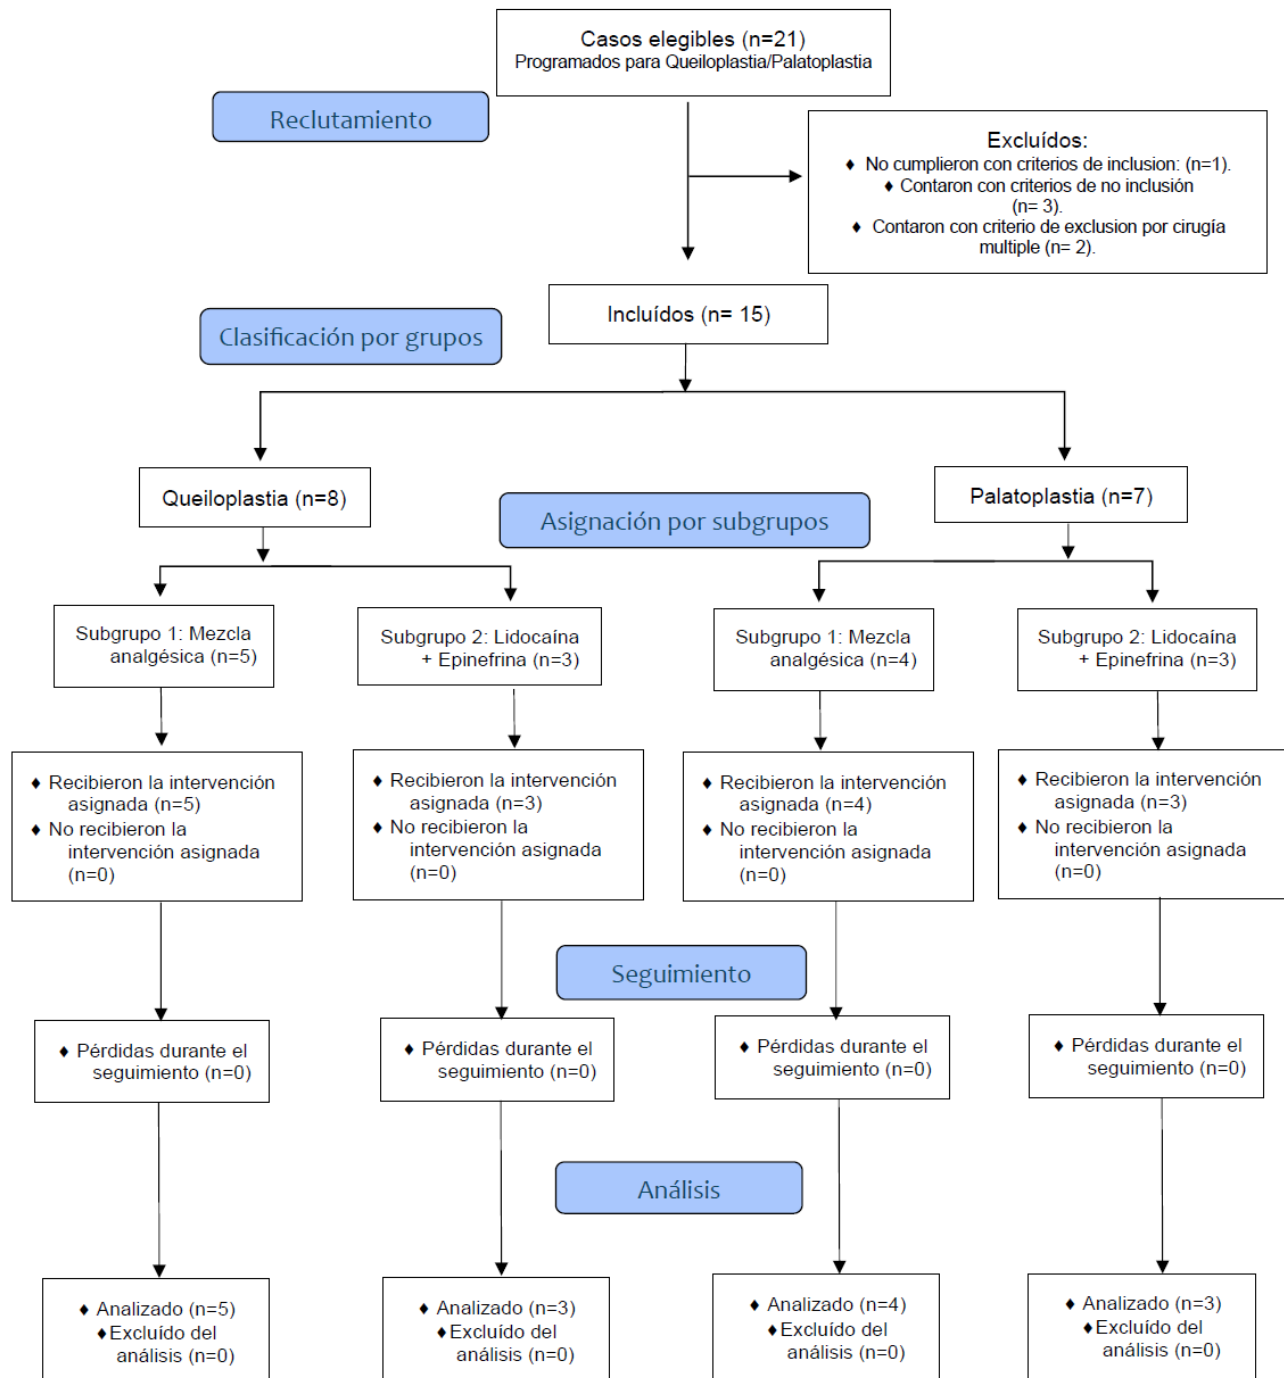 Casos elegibles (n=21)
Programados para Queiloplastia/Palatoplastia
Reclutamiento
Excluídos:
♦ No cumplieron con criterios de inclusion: (n=1).
♦ Contaron con criterios de no inclusión
(n= 3).
♦ Contaron con criterio de exclusion por cirugía
multiple (n= 2).
Incluídos (n= 15)
Clasificación por grupos
Queiloplastia (n=8)
Palatoplastia (n=7)
Asignación por subgrupos
Subgrupo 1: Mezcla
analgésica (n=5)
Subgrupo 2: Lidocaína
+ Epinefrina (n=3)
Subgrupo 1: Mezcla
analgésica (n=4)
Subgrupo 2: Lidocaína
+ Epinefrina (n=3)
♦ Recibieron la intervención
asignada (n=5)
♦ No recibieron la
intervención asignada
(n=0)
♦ Recibieron la intervención
asignada (n=3)
♦ No recibieron la
intervención asignada
(n=0)
♦ Recibieron la intervención
asignada (n=4)
♦ No recibieron la
intervención asignada
(n=0)
♦ Recibieron la intervención
asignada (n=3)
♦ No recibieron la
intervención asignada
(n=0)
Seguimiento
♦ Pérdidas durante el
seguimiento (n=0)
♦ Pérdidas durante el
seguimiento (n=0)
♦ Pérdidas durante el
seguimiento (n=0)
♦ Pérdidas durante el
seguimiento (n=0)
Análisis
♦ Analizado (n=5)
♦Excluído del
análisis (n=0)
♦ Analizado (n=3)
♦Excluído del
análisis (n=0)
♦ Analizado (n=4)
♦Excluído del
análisis (n=0)
♦ Analizado (n=3)
♦Excluído del
análisis (n=0)